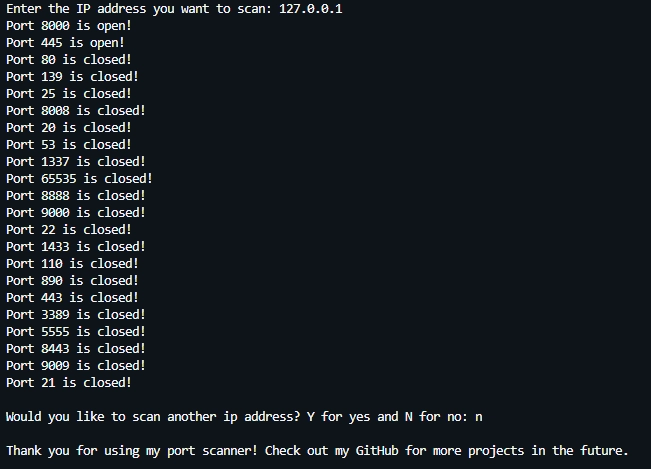 Enter the IP address you want to scan: 127.0.0.1
Port 8000 is open!
Port 445 is open!
Port 80 is closed!
Port 139 is closed!
Port 25 is closed!
Port 8008 is closed!
Port 20 is closed!
Port 53 is closed!
Port 1337 is closed!
Port 65535 is closed!
Port 8888 is closed!
Port 9000 is closed!
Port 22 is closed!
Port 1433 is closed!
Port 110 is closed!
Port 890 is closed!
Port 443 is closed!
Port 3389 is closed!
Port 5555 is closed!
Port 8443 is closed!
Port 9009 is closed!
Port 21 is closed!
Would you like to scan another ip address? Y for yes and N for no: n
Thank you for using my port scanner! Check out my GitHub for more projects in the future.